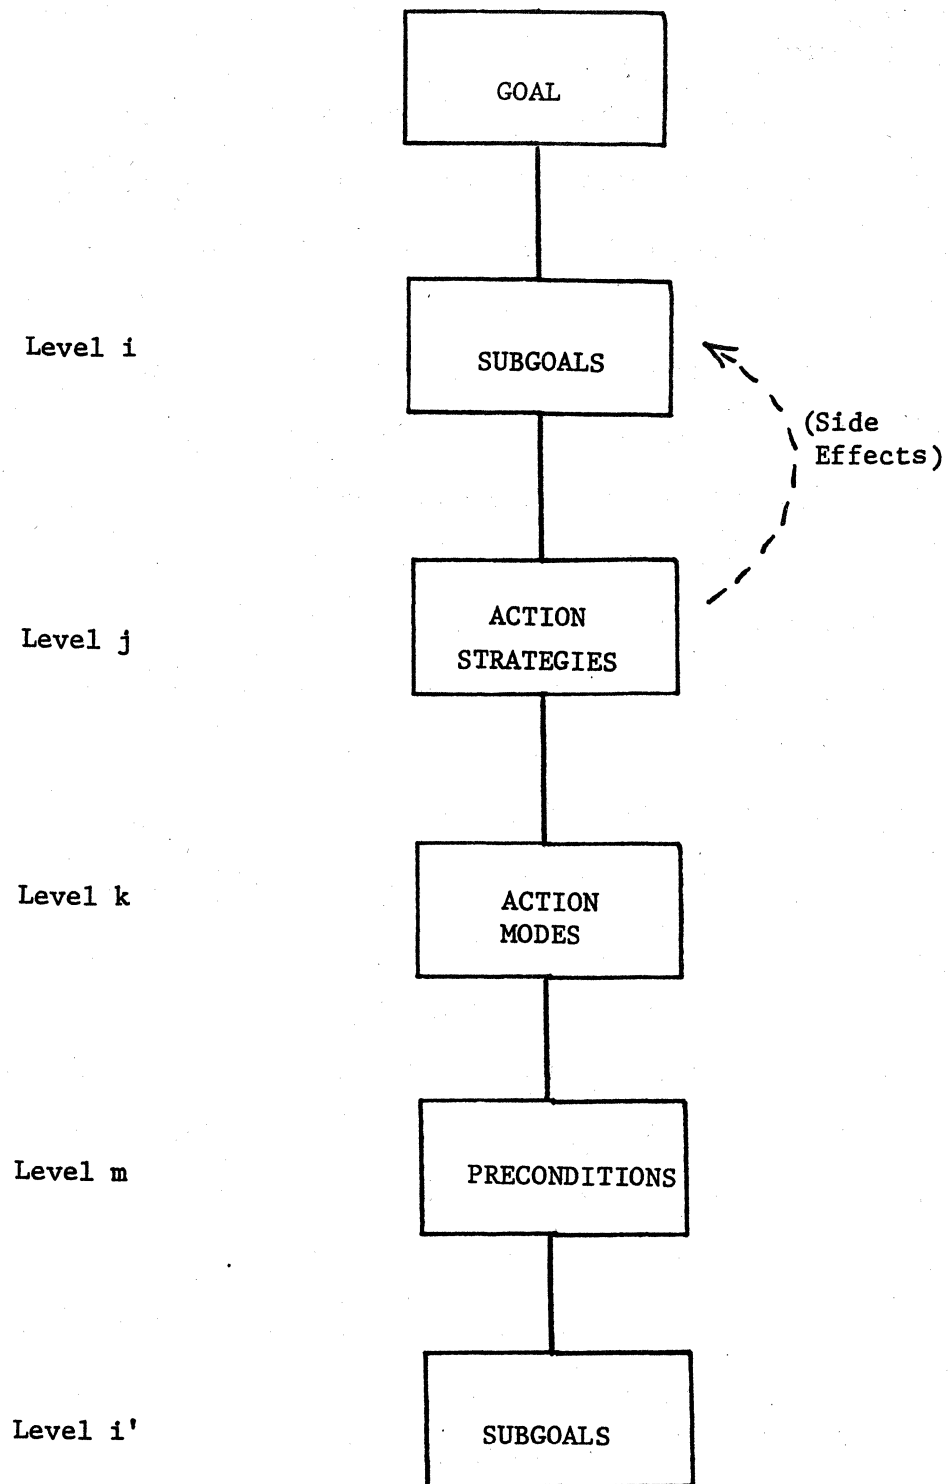 GOAL
Level i
SUBGOALS
(Side
Effects)
Level j
ACTION
STRATEGIES
Level k
ACTION
MODES
Level m
PRECONDITIONS
Level i'
SUBGOALS